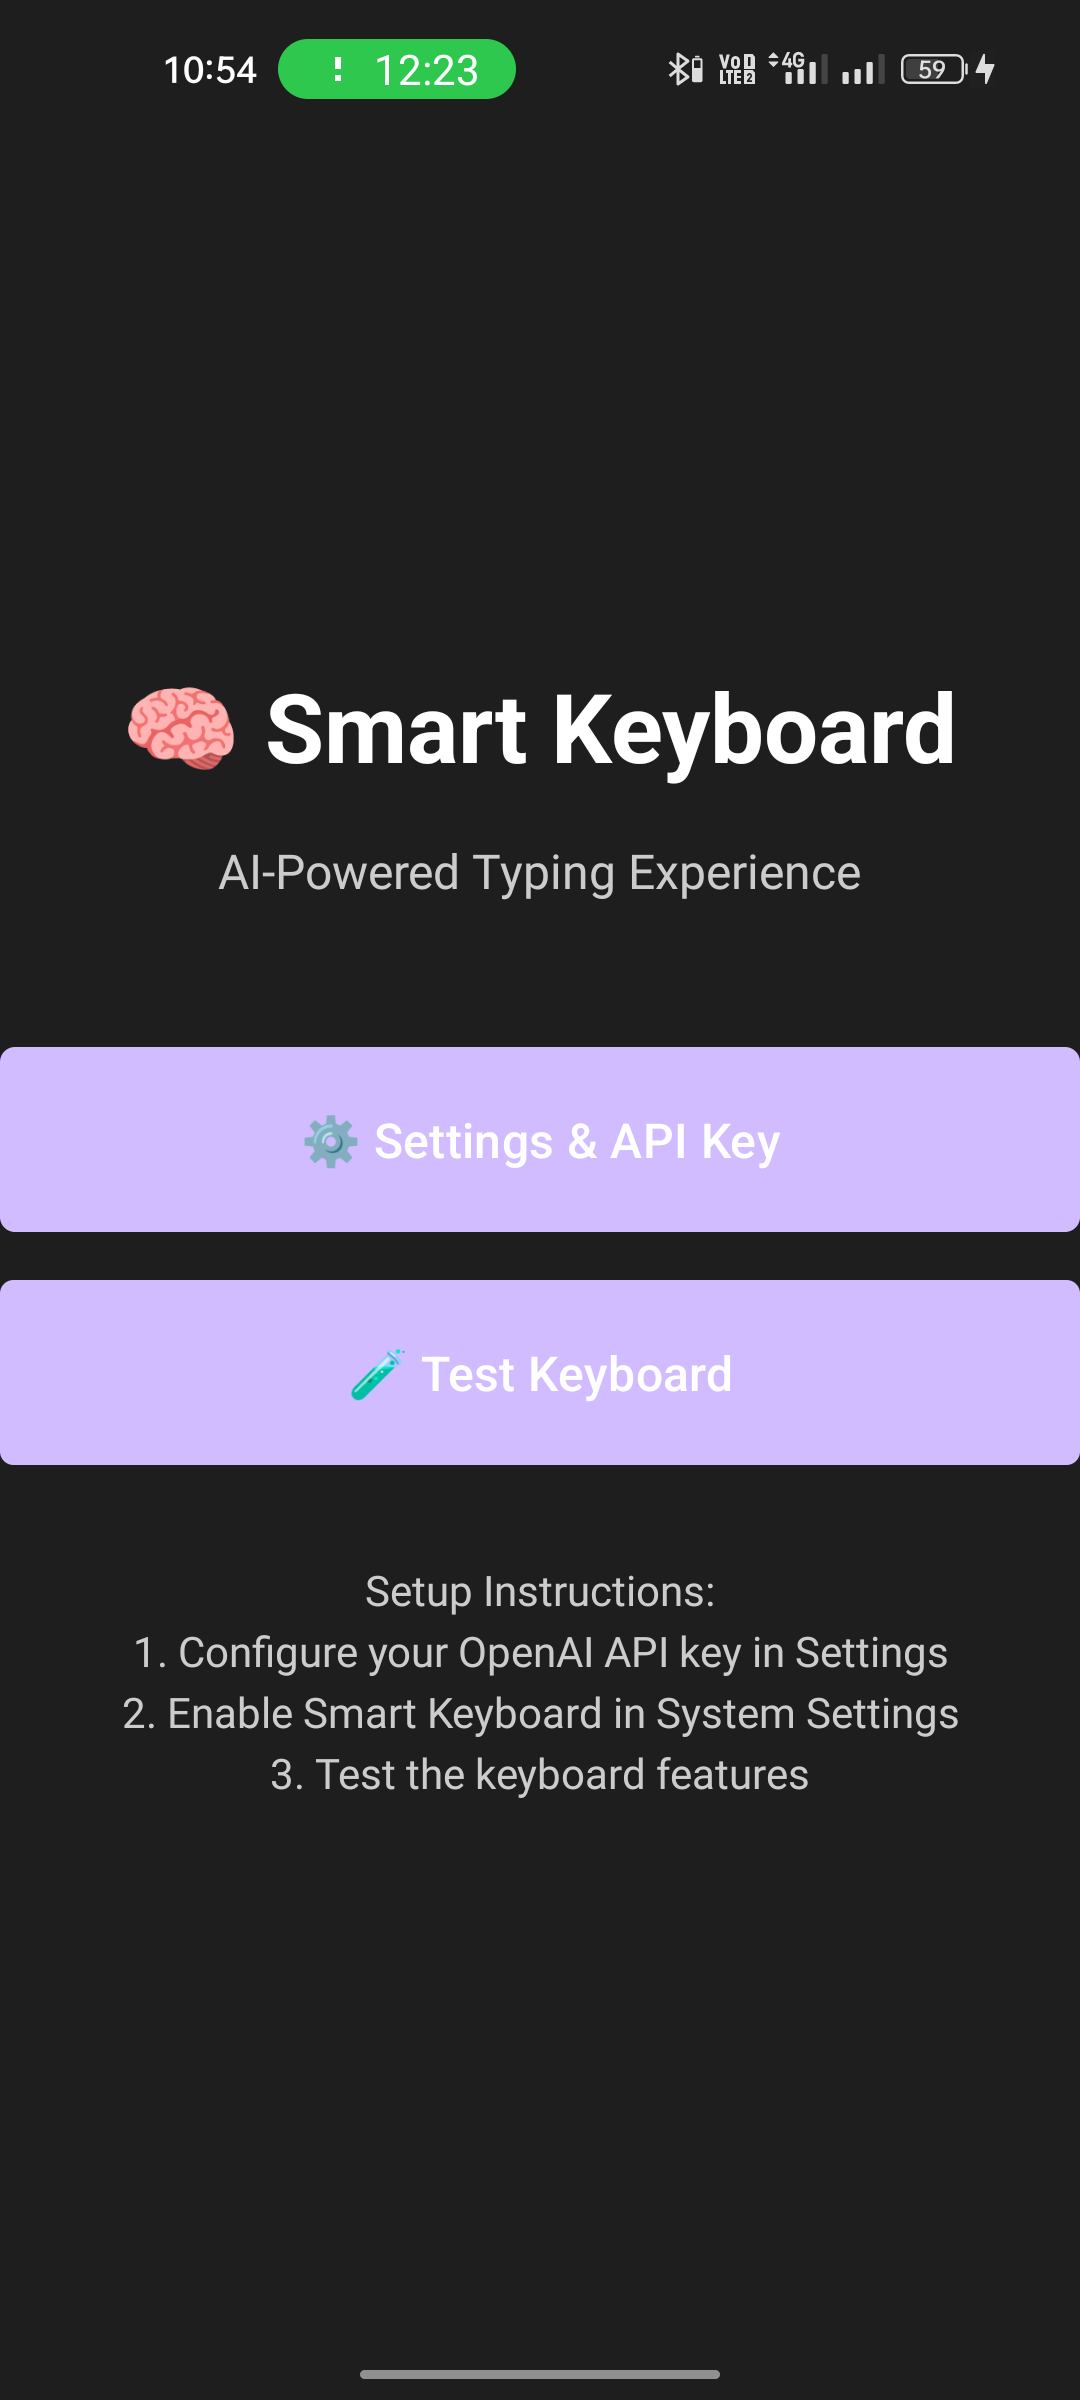 10:54 12:23 Vo 1 LTE 2 4G 59
🧠 Smart Keyboard
AI-Powered Typing Experience
⚙️ Settings & API Key
🧪 Test Keyboard
Setup Instructions:
1. Configure your OpenAI API key in Settings
2. Enable Smart Keyboard in System Settings
3. Test the keyboard features